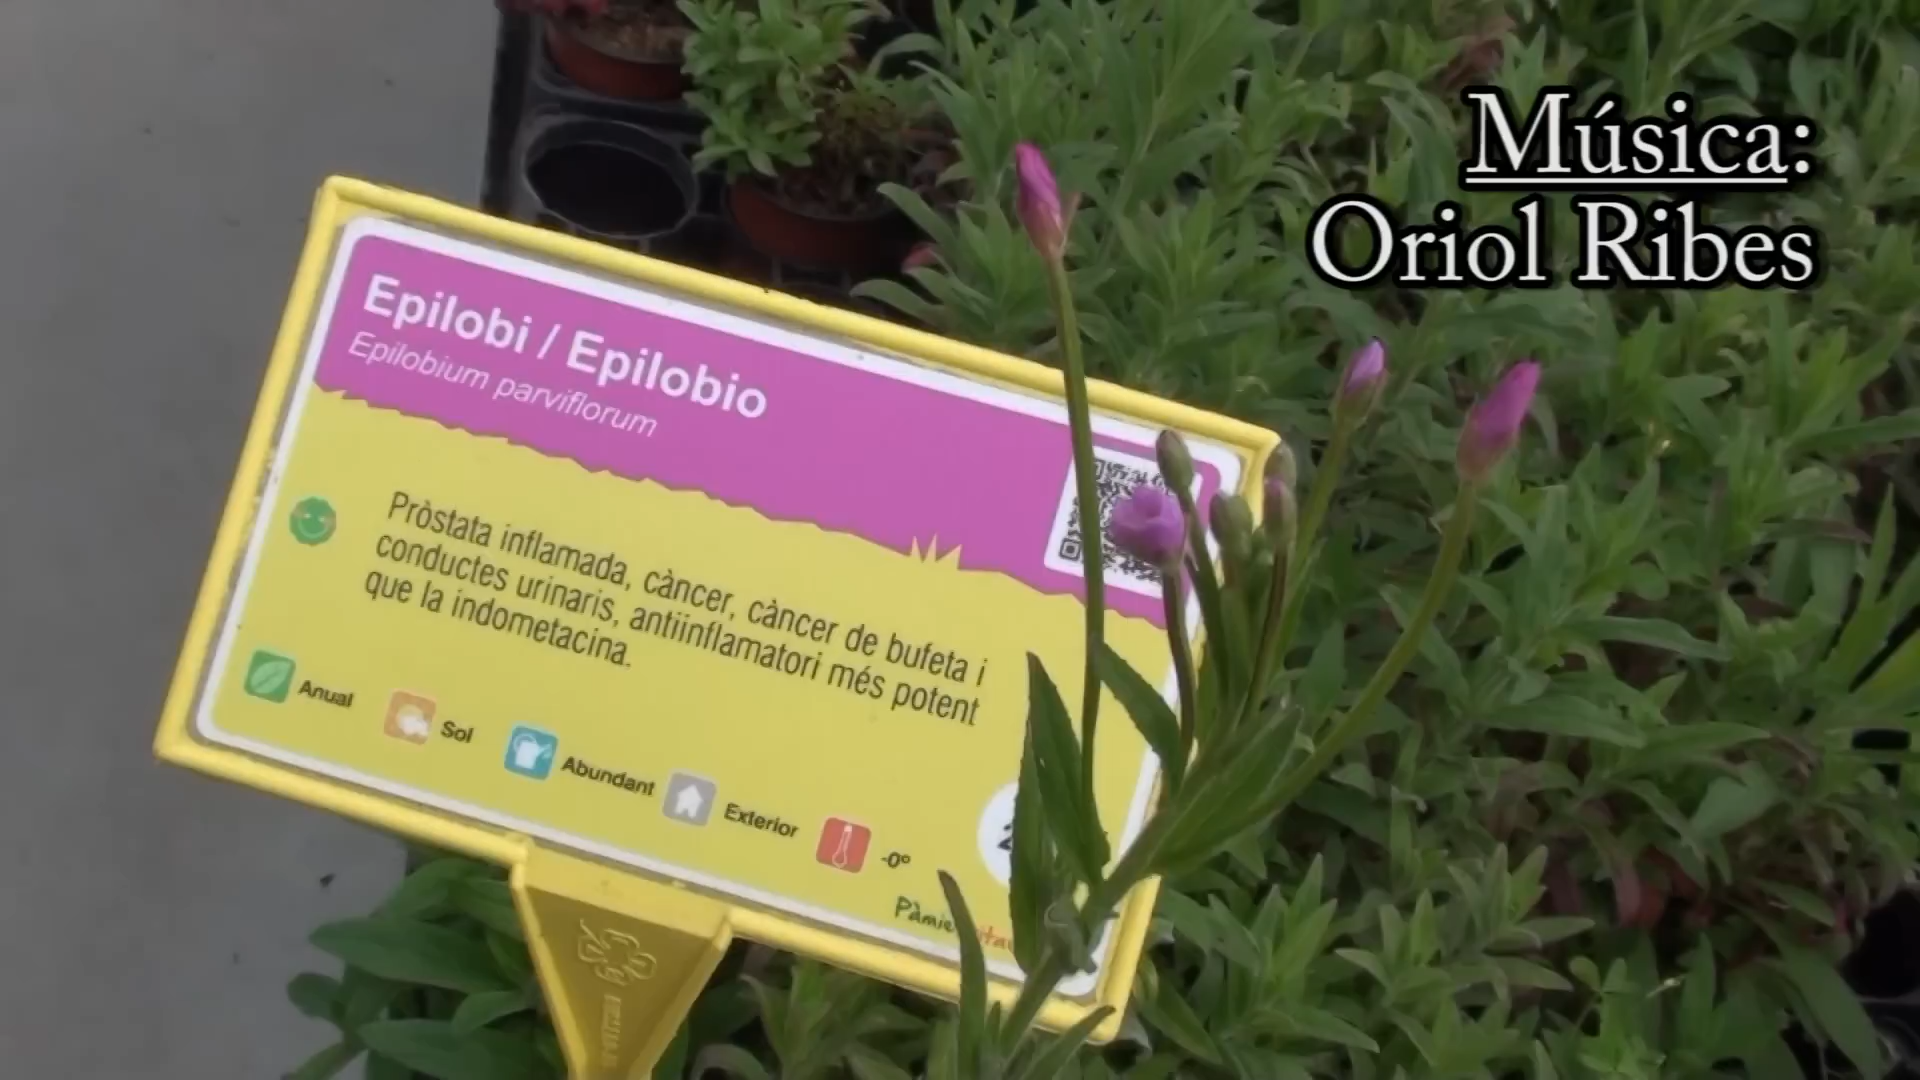 Música:
Oriol Ribes
Epilobi / Epilobio
Epilobium parviflorum
Pròstata inflamada, càncer, càncer de bufeta i
conductes urinaris, antiinflamatori més potent
que la indometacina.
Anual
Sol
Abundant
Exterior
-0º